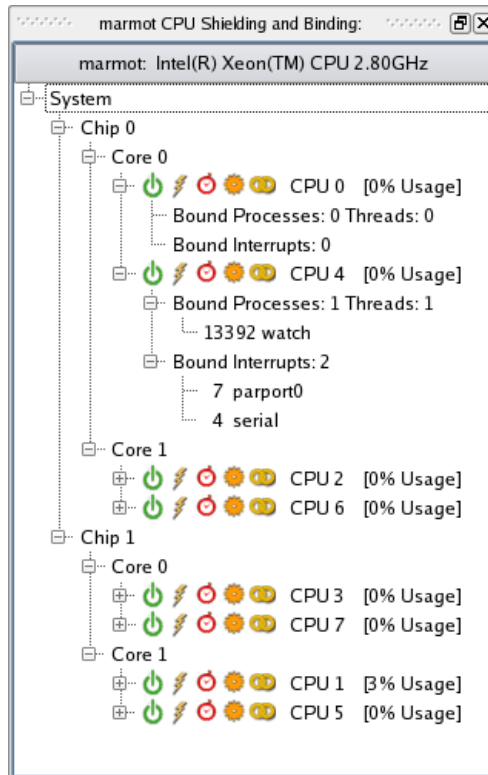 marmot CPU Shielding and Binding:
marmot: Intel(R) Xeon(TM) CPU 2.80GHz
System
Chip 0
Core 0
CPU 0 [0% Usage]
Bound Processes: 0 Threads: 0
Bound Interrupts: 0
CPU 4 [0% Usage]
Bound Processes: 1 Threads: 1
13392 watch
Bound Interrupts: 2
7 parport0
4 serial
Core 1
CPU 2 [0% Usage]
CPU 6 [0% Usage]
Chip 1
Core 0
CPU 3 [0% Usage]
CPU 7 [0% Usage]
Core 1
CPU 1 [3% Usage]
CPU 5 [0% Usage]